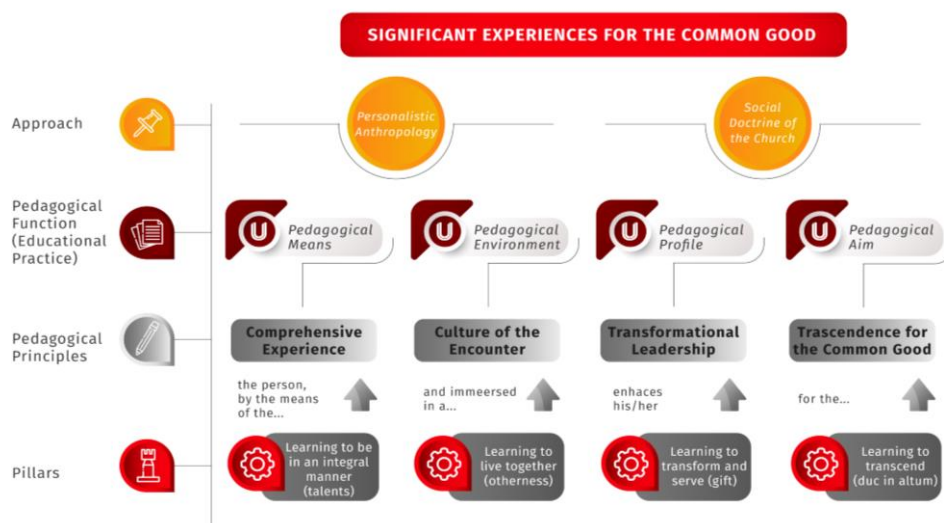 SIGNIFICANT EXPERIENCES FOR THE COMMON GOOD
Approach
Personalistic
Anthropology
Social
Doctrine of
the Church
Pedagogical
Function
(Educational
Practice)
Pedagogical
Means
Pedagogical
Environment
Pedagogical
Profile
Pedagogical
Aim
Pedagogical
Principles
Comprehensive
Experience
Culture of the
Encounter
Transformational
Leadership
Trascendence for
the Common Good
the person,
by the means
of the...
and immeersed
in a...
enhaces
his/her
for the...
Pillars
Learning to be
in an integral
manner
(talents)
Learning to
live together
(otherness)
Learning to
transform and
serve (gift)
Learning to
transcend
(duc in altum)